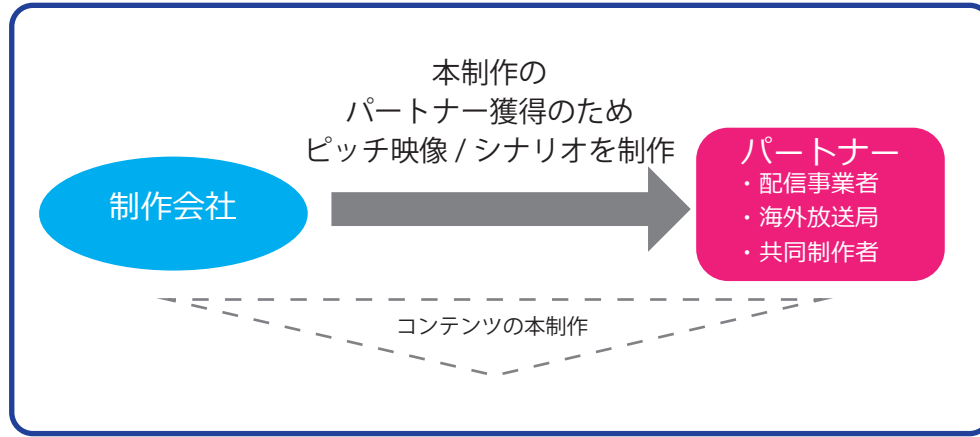 本制作の
パートナー獲得のため
ピッチ映像 / シナリオを制作
制作会社
パートナー
・配信事業者
・海外放送局
・共同制作者
コンテンツの本制作